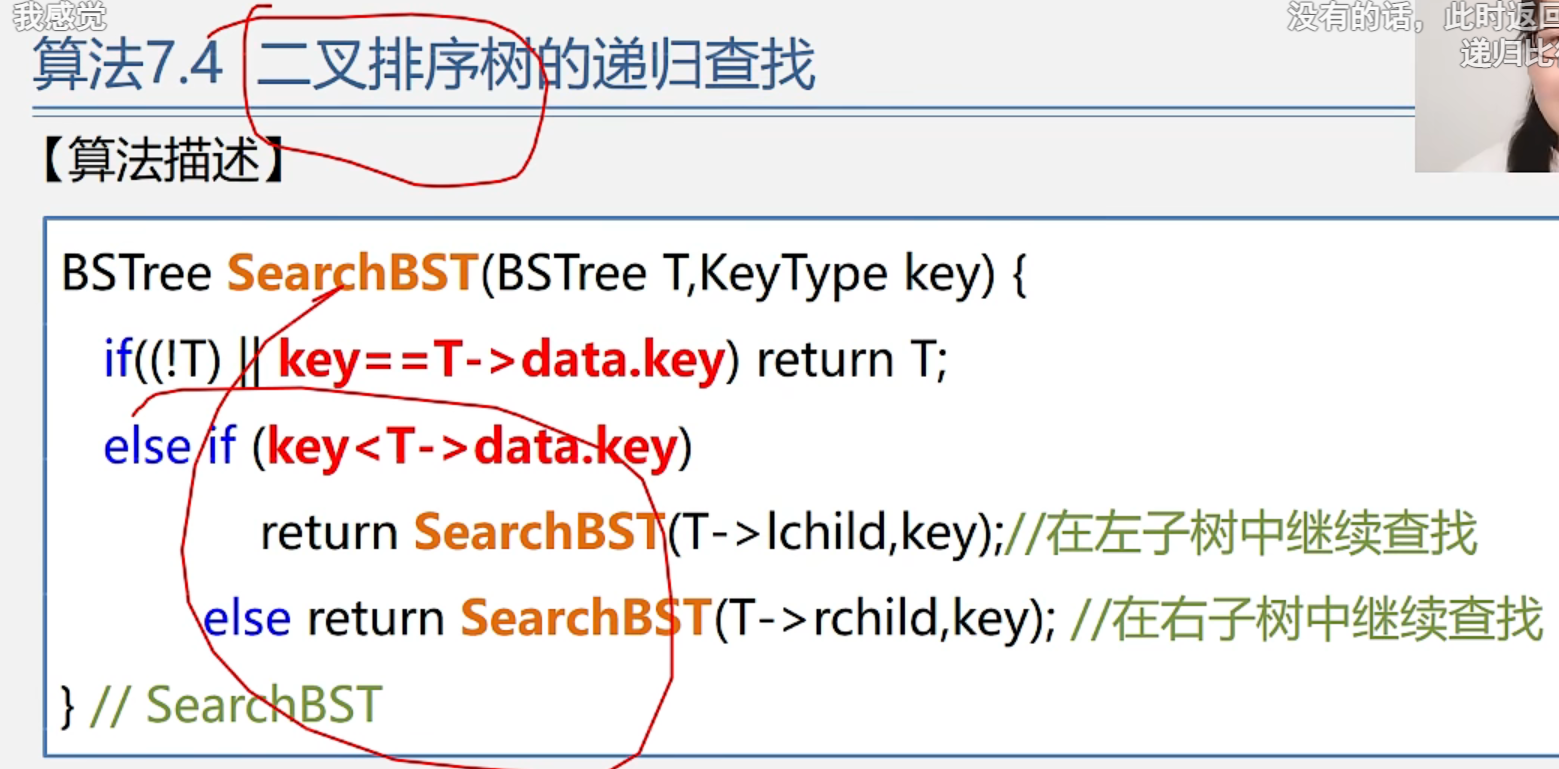 我感觉
没有的话，此时返回
递归比
算法7.4 二叉排序树的递归查找
【算法描述】
BSTree SearchBST(BSTree T,KeyType key) {
if((!T) || key==T->data.key) return T;
else if (key<T->data.key)
return SearchBST(T->lchild,key);//在左子树中继续查找
else return SearchBST(T->rchild,key); //在右子树中继续查找
} // SearchBST